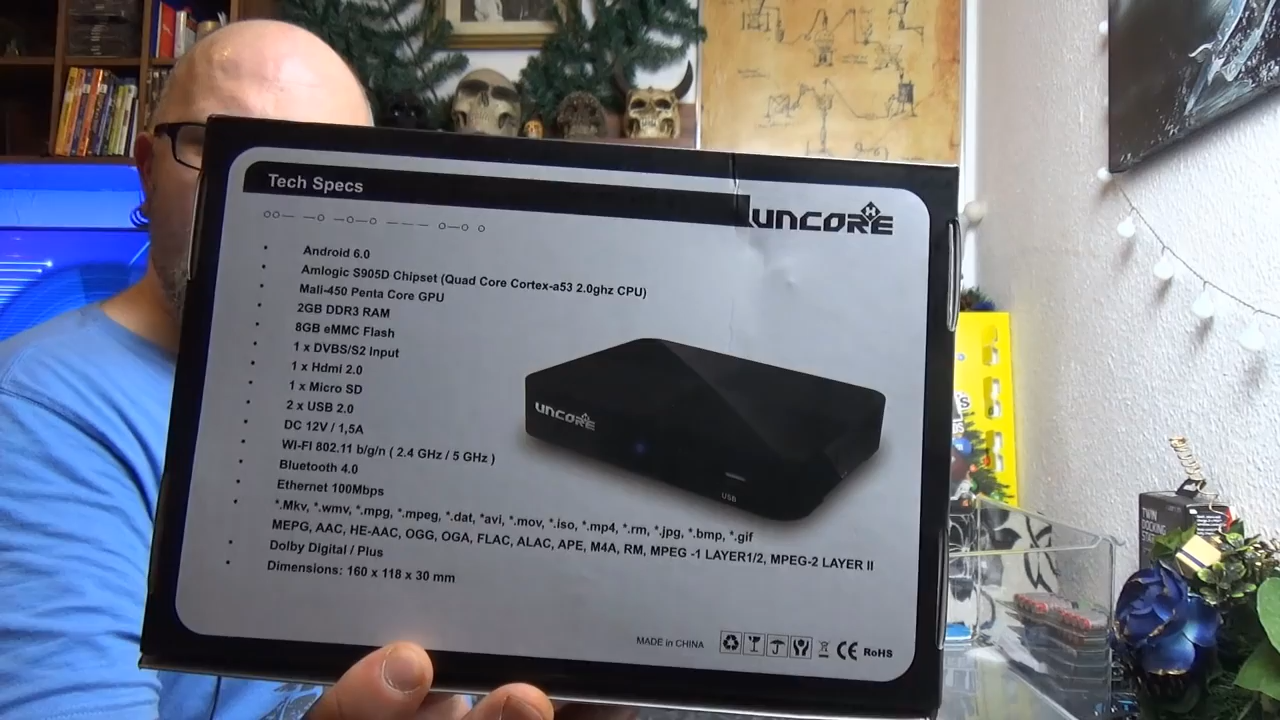 Tech Specs
UNCORE
Android 6.0
Amlogic S905D Chipset (Quad Core Cortex-a53 2.0ghz CPU)
Mali-450 Penta Core GPU
2GB DDR3 RAM
8GB eMMC Flash
1 x DVBS/S2 Input
1 x Hdmi 2.0
1 x Micro SD
2 x USB 2.0
DC 12V / 1,5A
WI-FI 802.11 b/g/n ( 2.4 GHz / 5 GHz )
Bluetooth 4.0
Ethernet 100Mbps
*.Mkv, *.wmv, *.mpg, *.mpeg, *.dat, *avi, *.mov, *.iso, *.mp4, *.rm, *.jpg, *.bmp, *.gif
MEPG, AAC, HE-AAC, OGG, OGA, FLAC, ALAC, APE, M4A, RM, MPEG -1 LAYER1/2, MPEG-2 LAYER II
Dolby Digital / Plus
Dimensions: 160 x 118 x 30 mm
UNCORE
USB
MADE in CHINA
CE RoHS
TWIN